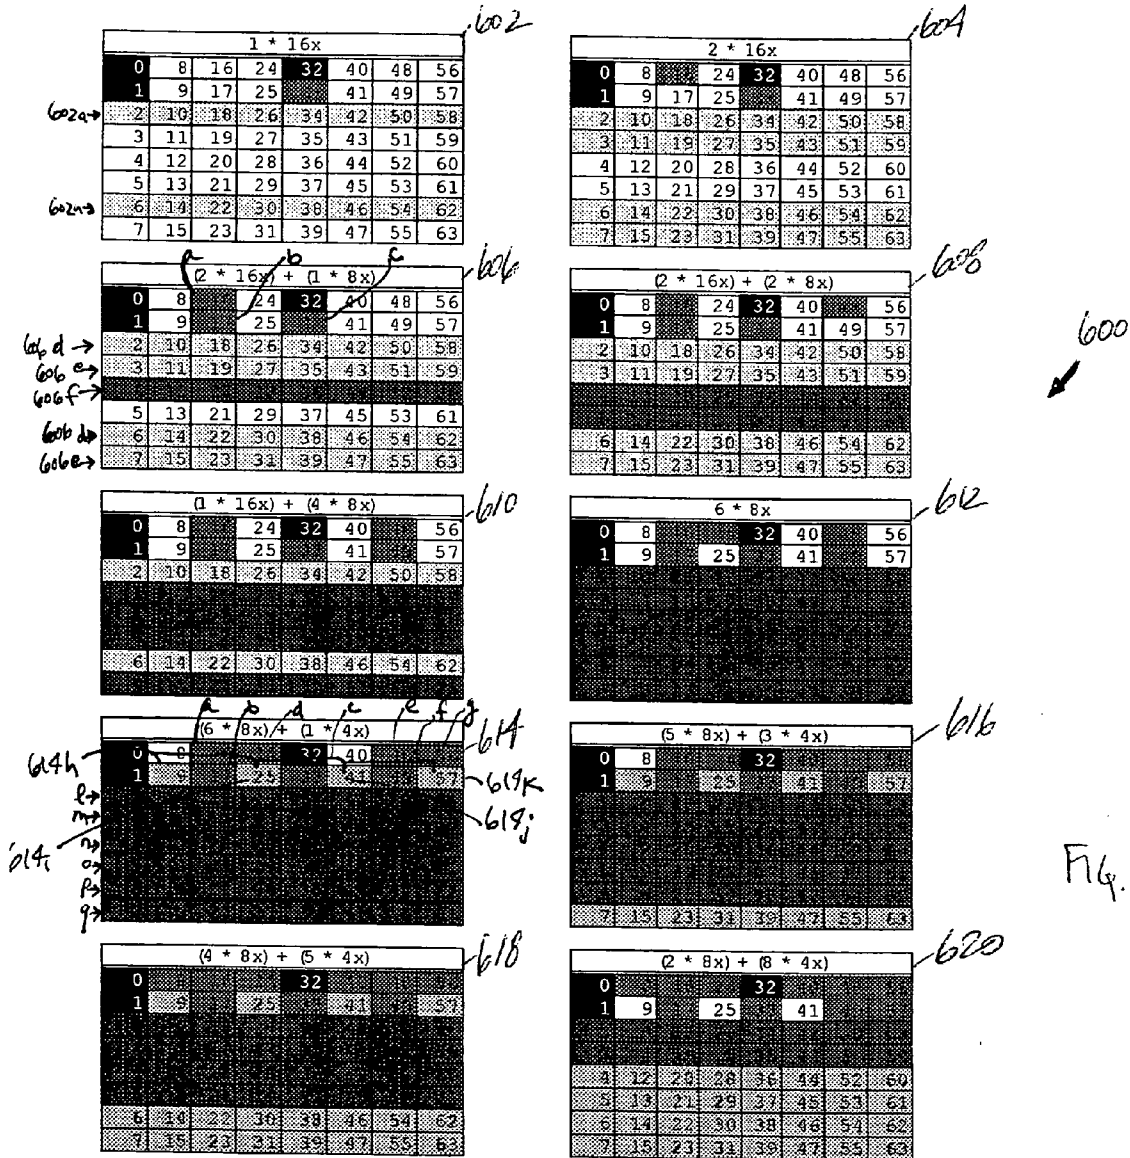 602
1 * 16x
0 8 16 24 32 40 48 56
1 9 17 25 41 49 57
602a→ 2 10 18 26 34 42 50 58
3 11 19 27 35 43 51 59
4 12 20 28 36 44 52 60
5 13 21 29 37 45 53 61
602n→ 6 14 22 30 38 46 54 62
7 15 23 31 39 47 55 63
604
2 * 16x
0 8 24 32 40 48 56
1 9 17 25 41 49 57
2 10 18 26 34 42 50 58
3 11 19 27 35 43 51 59
4 12 20 28 36 44 52 60
5 13 21 29 37 45 53 61
6 14 22 30 38 46 54 62
7 15 23 31 39 47 55 63
a b c 606
(2 * 16x) + (1 * 8x)
0 8 24 32 40 48 56
1 9 25 41 49 57
606 d → 2 10 18 26 34 42 50 58
606 e→ 3 11 19 27 35 43 51 59
606f→
5 13 21 29 37 45 53 61
606 d→ 6 14 22 30 38 46 54 62
606e→ 7 15 23 31 39 47 55 63
608
(2 * 16x) + (2 * 8x)
0 8 24 32 40 56
1 9 25 41 49 57
2 10 18 26 34 42 50 58
3 11 19 27 35 43 51 59
6 14 22 30 38 46 54 62
7 15 23 31 39 47 55 63
600
610
(1 * 16x) + (4 * 8x)
0 8 24 32 40 56
1 9 25 41 57
2 10 18 26 34 42 50 58
6 14 22 30 38 46 54 62
612
6 * 8x
0 8 32 40 56
1 9 25 41 57
a b d c e f g 614
(6 * 8x) + (1 * 4x)
614h 0 8 32 40
1 9 25 41 57 614k
l→
m→ 614j
614i n→
o→
p→
q→
616
(5 * 8x) + (3 * 4x)
0 8 32
1 9 25 41 57
7 15 23 31 39 47 55 63
FIG.
618
(4 * 8x) + (5 * 4x)
0 32
1 9 25 41 57
6 14 22 30 38 46 54 62
7 15 23 31 39 47 55 63
620
(2 * 8x) + (8 * 4x)
0 32
1 9 25 41
4 12 20 28 36 44 52 60
5 13 21 29 37 45 53 61
6 14 22 30 38 46 54 62
7 15 23 31 39 47 55 63